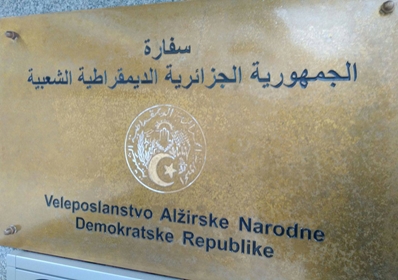 سفارة
الجمهورية الجزائرية الديمقراطية الشعبية
Veleposlanstvo Alžirske Narodne
Demokratske Republike